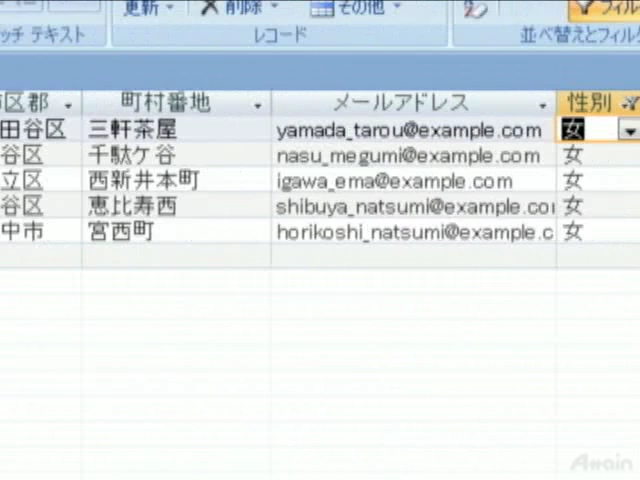 更新 削除 その他 フィル
ッチ テキスト レコード 並べ替えとフィル
区郡 町村番地 メールアドレス 性別
田谷区 三軒茶屋 yamada_tarou@example.com 女
谷区 千駄ケ谷 nasu_megumi@example.com 女
立区 西新井本町 igawa_ema@example.com 女
谷区 恵比寿西 shibuya_natsumi@example.co 女
中市 宮西町 horikoshi_natsumi@example.c 女